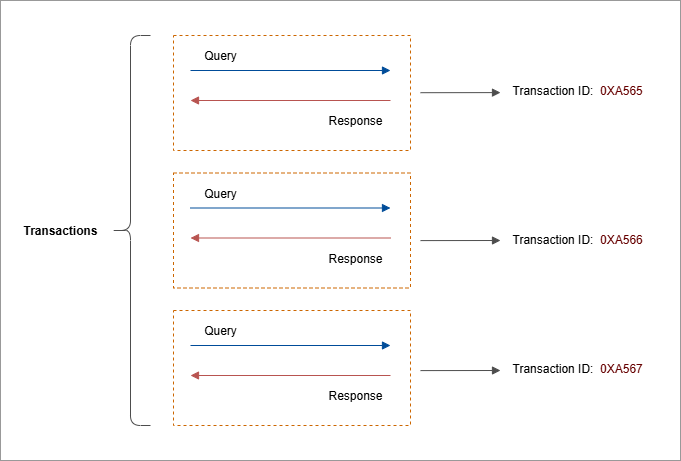 Query
Response
Transaction ID: 0XA565
Query
Response
Transactions
Transaction ID: 0XA566
Query
Response
Transaction ID: 0XA567